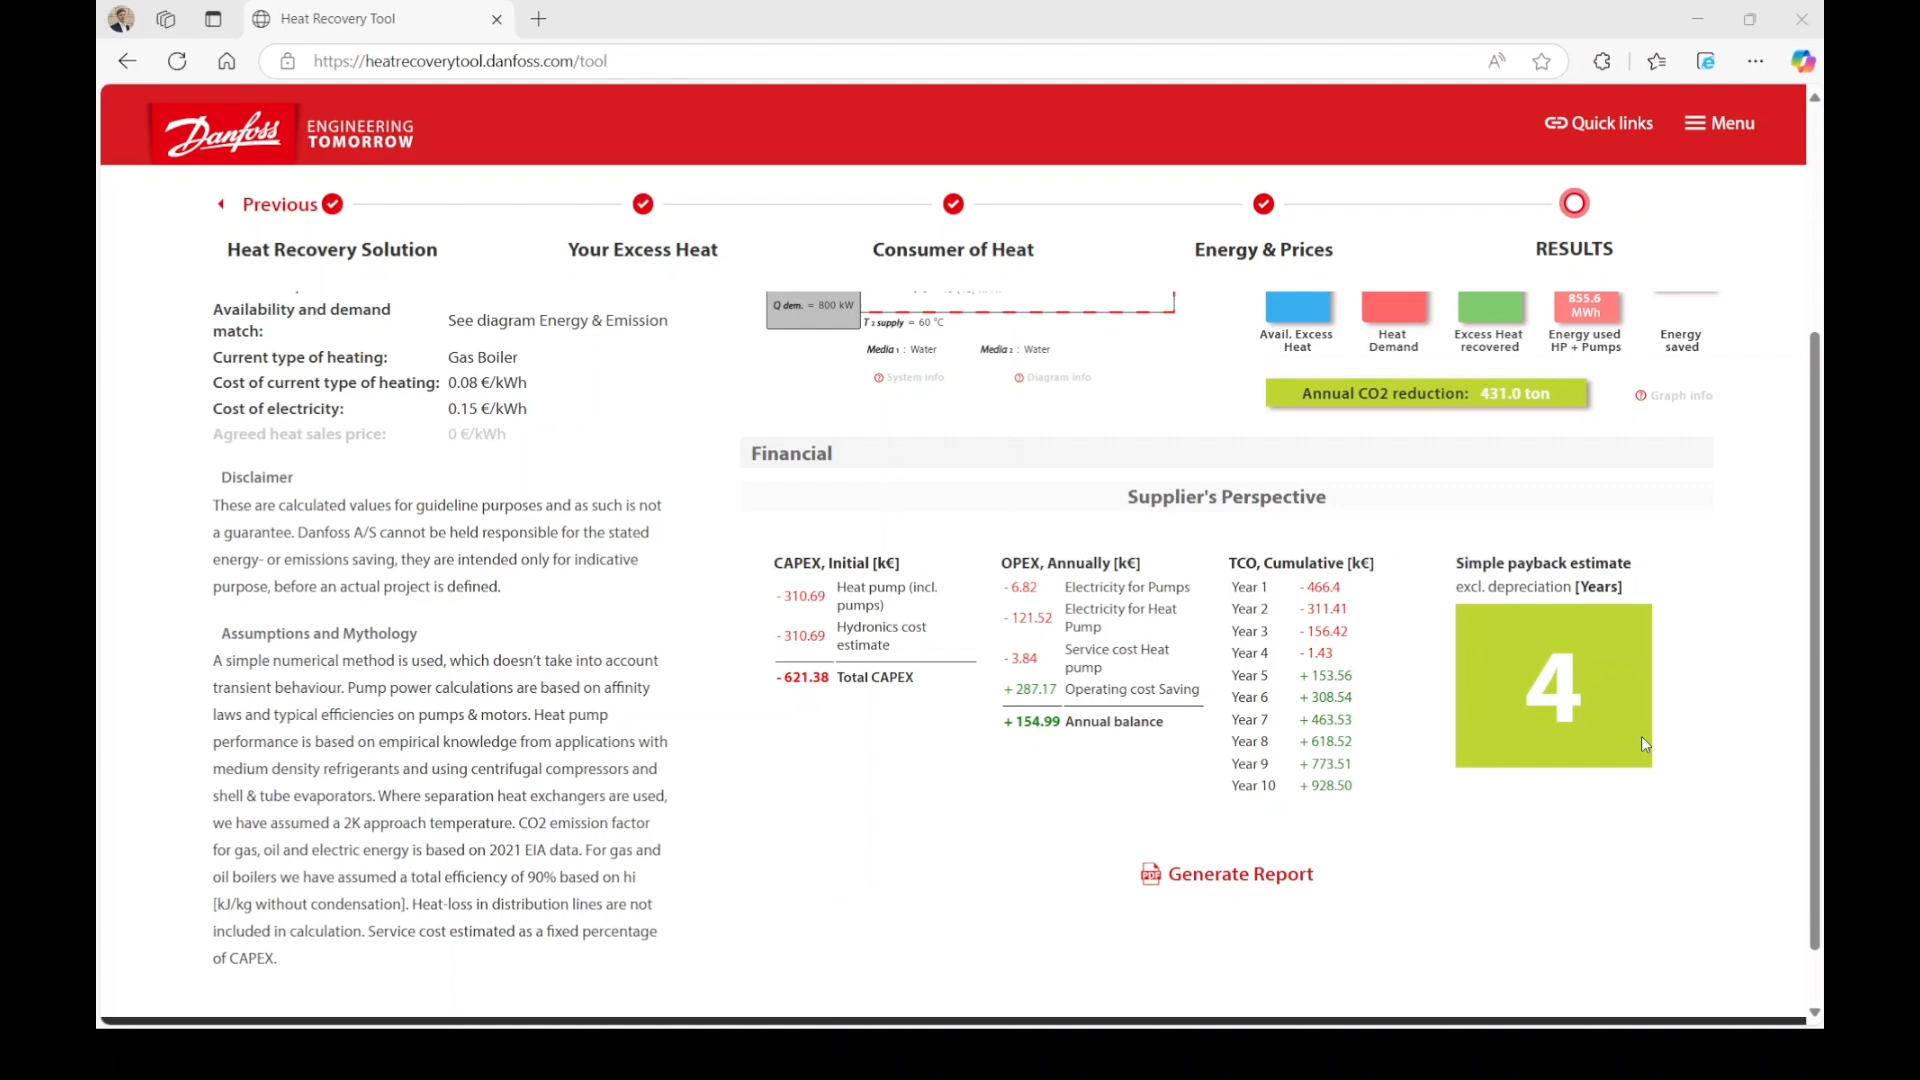 Heat Recovery Tool
https://heatrecoverytool.danfoss.com/tool
Danfoss
ENGINEERING
TOMORROW
Quick links
Menu
Previous
Heat Recovery Solution
Your Excess Heat
Consumer of Heat
Energy & Prices
RESULTS
Availability and demand
match:
See diagram Energy & Emission
Current type of heating: Gas Boiler
Cost of current type of heating: 0.08 €/kWh
Cost of electricity: 0.15 €/kWh
Agreed heat sales price: 0 €/kWh
Disclaimer
These are calculated values for guideline purposes and as such is not
a guarantee. Danfoss A/S cannot be held responsible for the stated
energy- or emissions saving, they are intended only for indicative
purpose, before an actual project is defined.
Assumptions and Mythology
A simple numerical method is used, which doesn't take into account
transient behaviour. Pump power calculations are based on affinity
laws and typical efficiencies on pumps & motors. Heat pump
performance is based on empirical knowledge from applications with
medium density refrigerants and using centrifugal compressors and
shell & tube evaporators. Where separation heat exchangers are used,
we have assumed a 2K approach temperature. CO2 emission factor
for gas, oil and electric energy is based on 2021 EIA data. For gas and
oil boilers we have assumed a total efficiency of 90% based on hi
[kJ/kg without condensation]. Heat-loss in distribution lines are not
included in calculation. Service cost estimated as a fixed percentage
of CAPEX.
Q dem. = 800 kW
T 2 supply = 60 °C
Media 1 : Water
Media 2 : Water
System info
Diagram info
855.6
MWh
Avail. Excess
Heat
Heat
Demand
Excess Heat
recovered
Energy used
HP + Pumps
Energy
saved
Annual CO2 reduction: 431.0 ton
Graph info
Financial
Supplier's Perspective
CAPEX, Initial [k€]
- 310.69 Heat pump (incl.
pumps)
- 310.69 Hydronics cost
estimate
- 621.38 Total CAPEX
OPEX, Annually [k€]
- 6.82 Electricity for Pumps
- 121.52 Electricity for Heat
Pump
- 3.84 Service cost Heat
pump
+ 287.17 Operating cost Saving
+ 154.99 Annual balance
TCO, Cumulative [k€]
Year 1 - 466.4
Year 2 - 311.41
Year 3 - 156.42
Year 4 - 1.43
Year 5 + 153.56
Year 6 + 308.54
Year 7 + 463.53
Year 8 + 618.52
Year 9 + 773.51
Year 10 + 928.50
Simple payback estimate
excl. depreciation [Years]
4
PDF
Generate Report